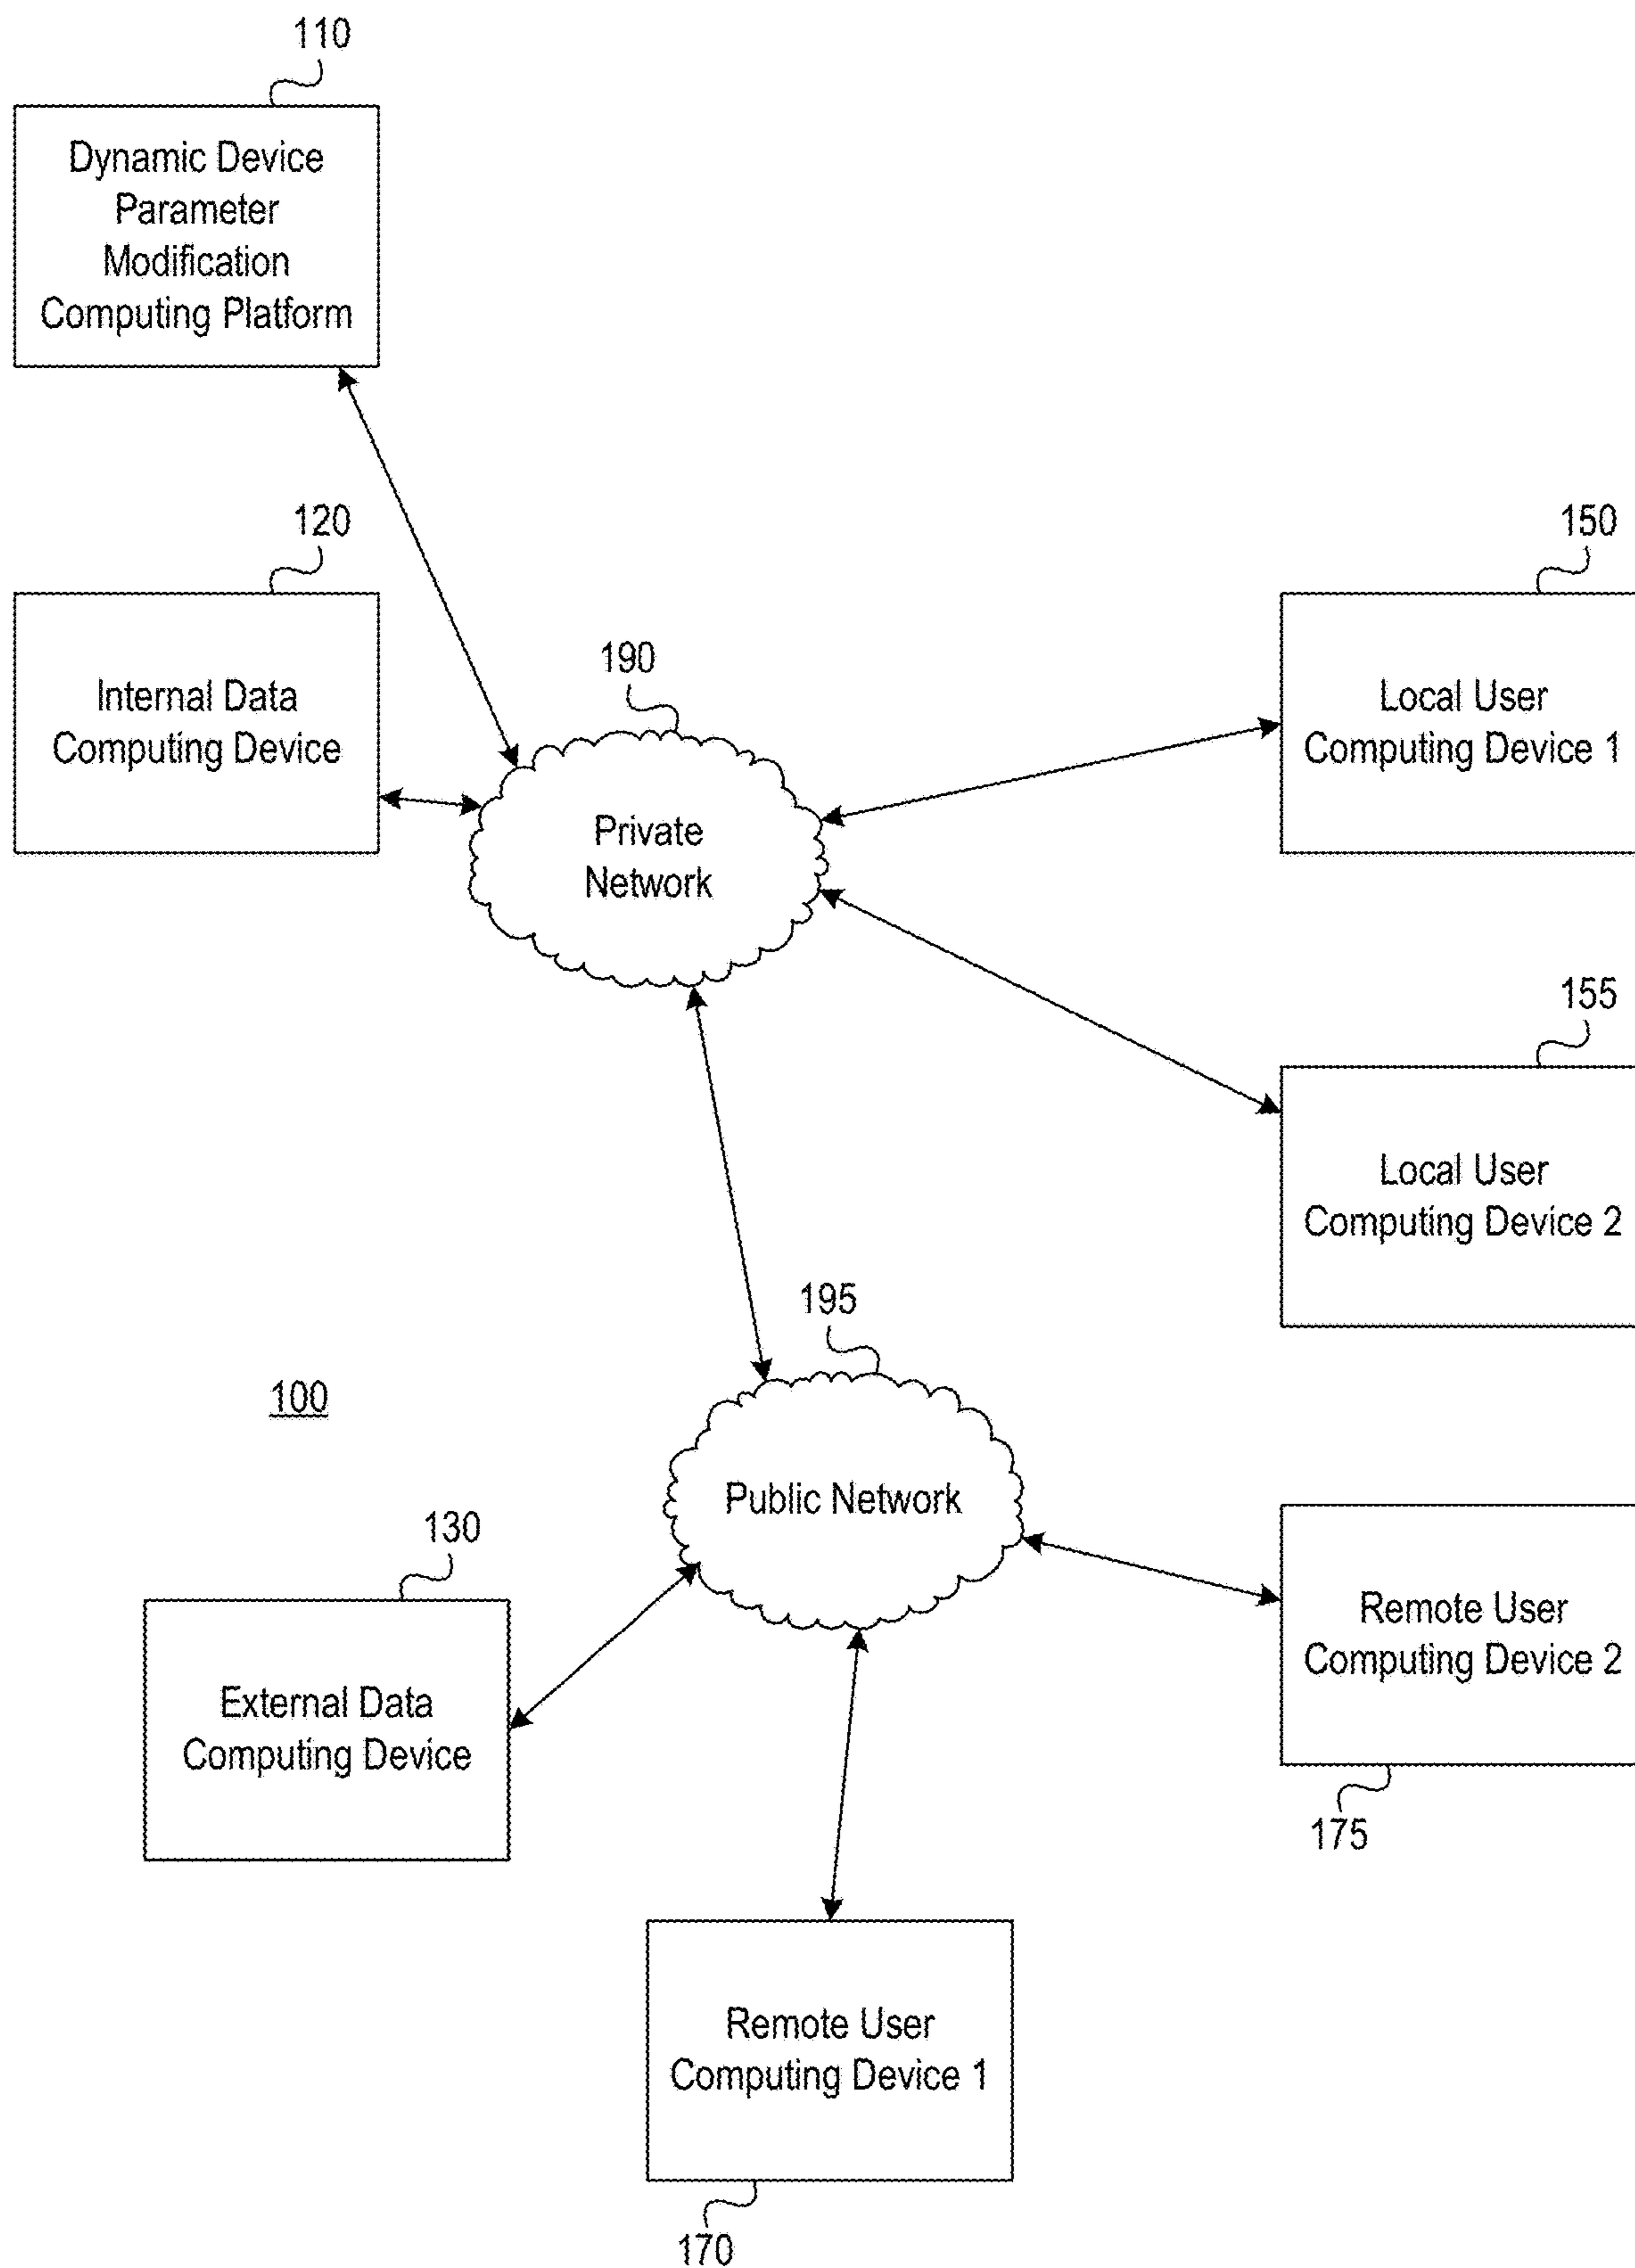 110
Dynamic Device
Parameter
Modification
Computing Platform
120
Internal Data
Computing Device
190
Private
Network
150
Local User
Computing Device 1
155
Local User
Computing Device 2
195
Public Network
100
130
External Data
Computing Device
Remote User
Computing Device 2
175
Remote User
Computing Device 1
170